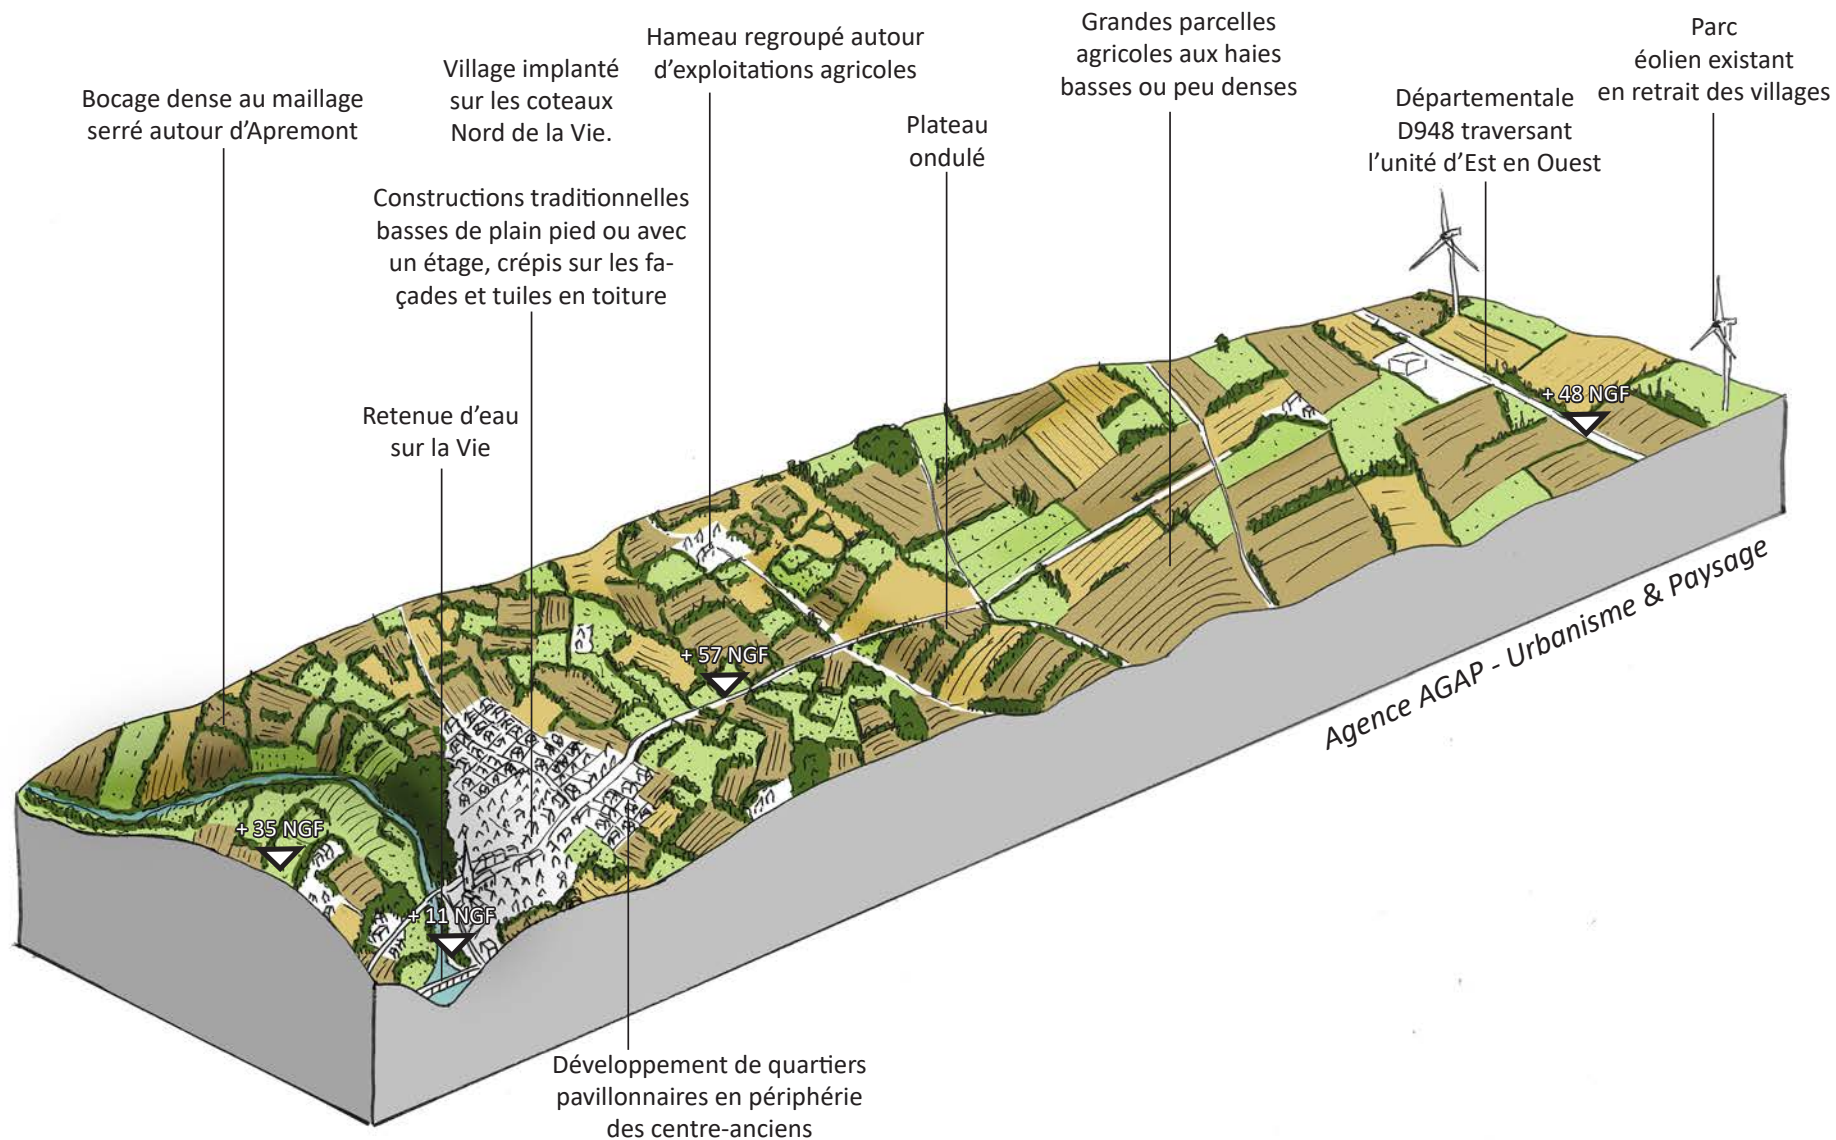 Bocage dense au maillage
serré autour d'Apremont
Village implanté
sur les coteaux
Nord de la Vie.
Constructions traditionnelles
basses de plain pied ou avec
un étage, crépis sur les fa-
çades et tuiles en toiture
Retenue d'eau
sur la Vie
Hameau regroupé autour
d'exploitations agricoles
Plateau
ondulé
Grandes parcelles
agricoles aux haies
basses ou peu denses
Départementale
D948 traversant
l'unité d'Est en Ouest
Parc
éolien existant
en retrait des villages
+ 48 NGF
+ 57 NGF
+ 35 NGF
+ 11 NGF
Agence AGAP - Urbanisme & Paysage
Développement de quartiers
pavillonnaires en périphérie
des centre-anciens